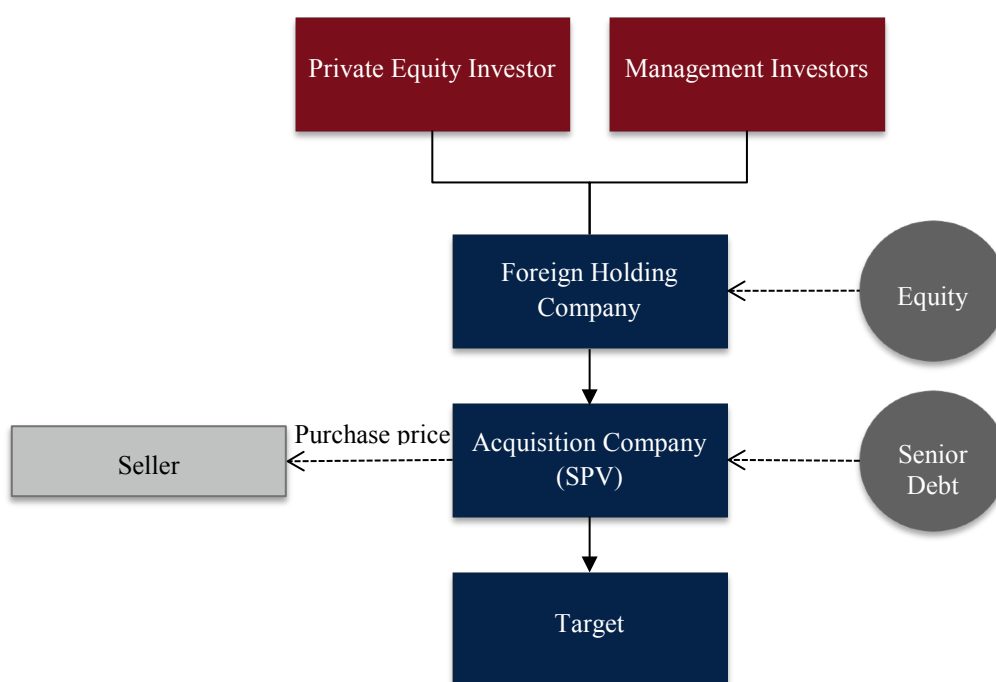 Private Equity Investor
Management Investors
Foreign Holding
Company
Equity
Seller
Purchase price
Acquisition Company
(SPV)
Senior
Debt
Target